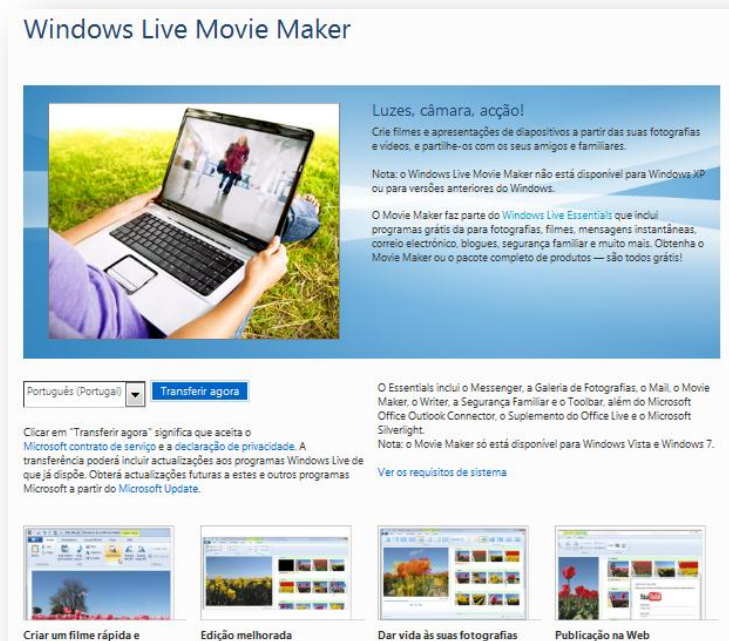 Windows Live Movie Maker
Luzes, câmara, acção!
Crie filmes e apresentações de diapositivos a partir das suas fotografias
e vídeos, e partilhe-os com os seus amigos e familiares.
Nota: o Windows Live Movie Maker não está disponível para Windows XP
ou para versões anteriores do Windows.
O Movie Maker faz parte do Windows Live Essentials que inclui
programas grátis da para fotografias, filmes, mensagens instantâneas,
correio electrónico, blogues, segurança familiar e muito mais. Obtenha o
Movie Maker ou o pacote completo de produtos — são todos grátis!
Português (Portugal)
Transferir agora
Clicar em "Transferir agora" significa que aceita o
Microsoft contrato de serviço e a declaração de privacidade. A
transferência poderá incluir actualizações aos programas Windows Live de
que já dispõe. Obterá actualizações futuras a estes e outros programas
Microsoft a partir do Microsoft Update.
O Essentials inclui o Messenger, a Galeria de Fotografias, o Mail, o Movie
Maker, o Writer, a Segurança Familiar e o Toolbar, além do Microsoft
Office Outlook Connector, o Suplemento do Office Live e o Microsoft
Silverlight.
Nota: o Movie Maker só está disponível para Windows Vista e Windows 7.
Ver os requisitos de sistema
YouTube
Criar um filme rápida e
Edição melhorada
Dar vida às suas fotografias
Publicação na Web